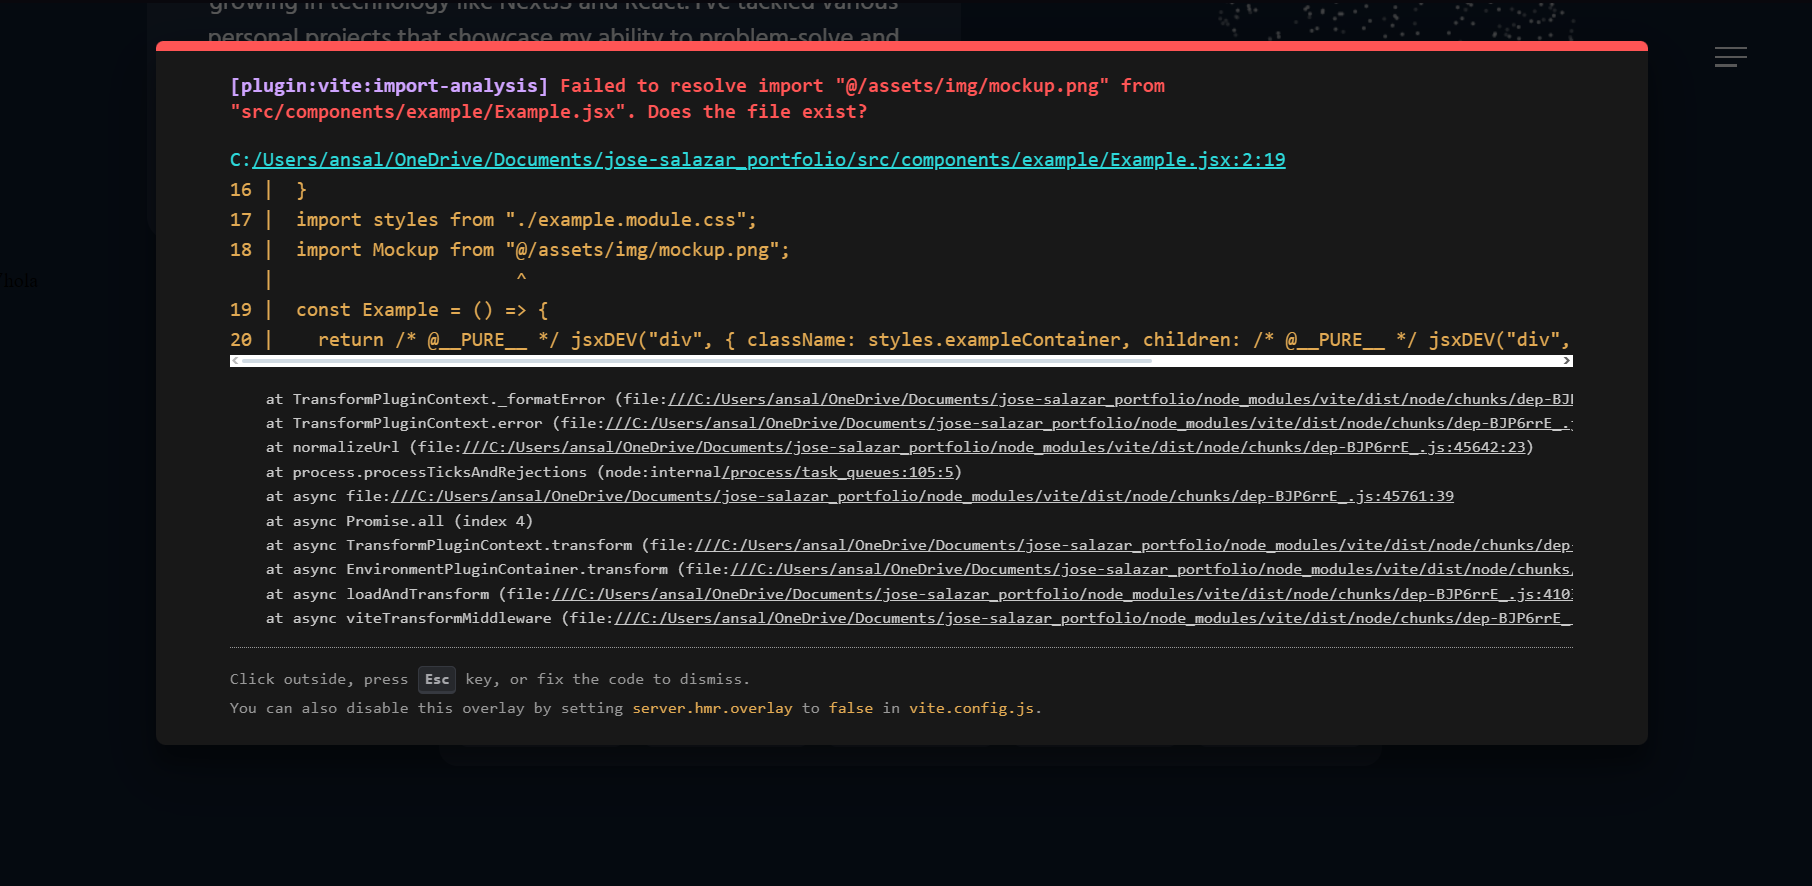 growing in technology like NextJS and React. I've tackled various
personal projects that showcase my ability to problem-solve and
[plugin:vite:import-analysis] Failed to resolve import "@/assets/img/mockup.png" from
"src/components/example/Example.jsx". Does the file exist?
C:/Users/ansal/OneDrive/Documents/jose-salazar_portfolio/src/components/example/Example.jsx:2:19
16 |  }
17 |  import styles from "./example.module.css";
18 |  import Mockup from "@/assets/img/mockup.png";
   |                      ^
hola
19 |  const Example = () => {
20 |    return /* @__PURE__ */ jsxDEV("div", { className: styles.exampleContainer, children: /* @__PURE__ */ jsxDEV("div",
at TransformPluginContext._formatError (file:///C:/Users/ansal/OneDrive/Documents/jose-salazar_portfolio/node_modules/vite/dist/node/chunks/dep-BJ
at TransformPluginContext.error (file:///C:/Users/ansal/OneDrive/Documents/jose-salazar_portfolio/node_modules/vite/dist/node/chunks/dep-BJP6rrE_.j
at normalizeUrl (file:///C:/Users/ansal/OneDrive/Documents/jose-salazar_portfolio/node_modules/vite/dist/node/chunks/dep-BJP6rrE_.js:45642:23)
at process.processTicksAndRejections (node:internal/process/task_queues:105:5)
at async file:///C:/Users/ansal/OneDrive/Documents/jose-salazar_portfolio/node_modules/vite/dist/node/chunks/dep-BJP6rrE_.js:45761:39
at async Promise.all (index 4)
at async TransformPluginContext.transform (file:///C:/Users/ansal/OneDrive/Documents/jose-salazar_portfolio/node_modules/vite/dist/node/chunks/dep-
at async EnvironmentPluginContainer.transform (file:///C:/Users/ansal/OneDrive/Documents/jose-salazar_portfolio/node_modules/vite/dist/node/chunks/
at async loadAndTransform (file:///C:/Users/ansal/OneDrive/Documents/jose-salazar_portfolio/node_modules/vite/dist/node/chunks/dep-BJP6rrE_.js:410
at async viteTransformMiddleware (file:///C:/Users/ansal/OneDrive/Documents/jose-salazar_portfolio/node_modules/vite/dist/node/chunks/dep-BJP6rrE_
Click outside, press Esc key, or fix the code to dismiss.
You can also disable this overlay by setting server.hmr.overlay to false in vite.config.js.